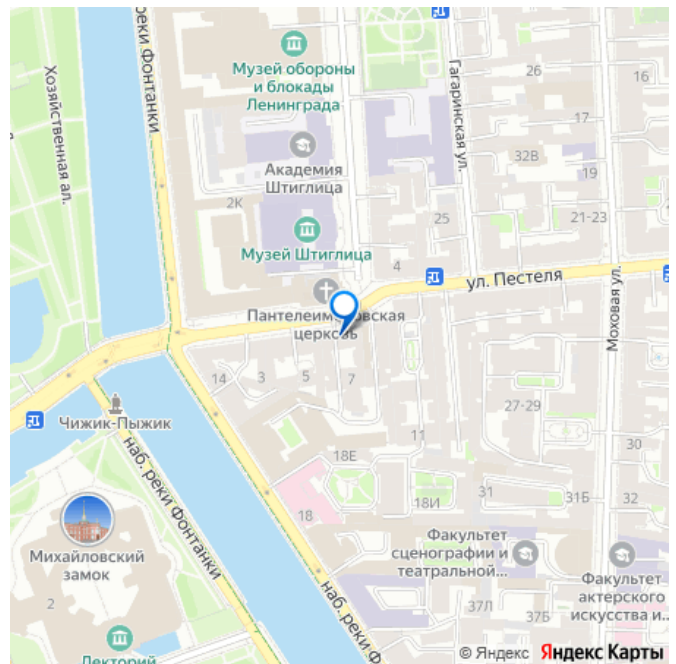 реки Фонтанки
Хозяйственная ал.
Музей обороны
и блокады
Ленинграда
Гагаринская ул.
26
16
17
32В
19
Академия
Штиглица
2К
25
21-23
Музей Штиглица
4
ул. Пестеля
Моховая ул.
Пантелеимоновская
церковь
14
3
5
7
27-29
Чижик-Пыжик
наб. реки Фонтанки
11
18Е
30
18
18И
31
31Б
32
Михайловский
замок
2
Факультет
сценографии и
театральной...
Факультет
актерского
искусства и...
37Л
37Б
наб. реки Ф
Лекторий
© Яндекс Яндекс Карты